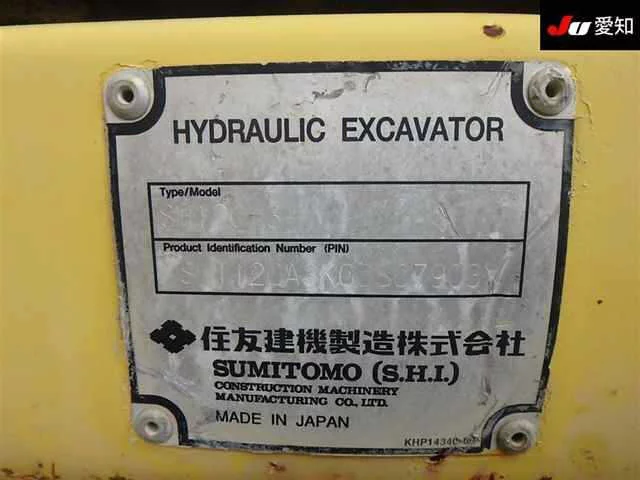 JU 愛知
HYDRAULIC EXCAVATOR
Type/Model
Product Identification Number (PIN)
住友建機製造株式会社
SUMITOMO (S.H.I.)
CONSTRUCTION MACHINERY
MANUFACTURING CO., LTD.
MADE IN JAPAN